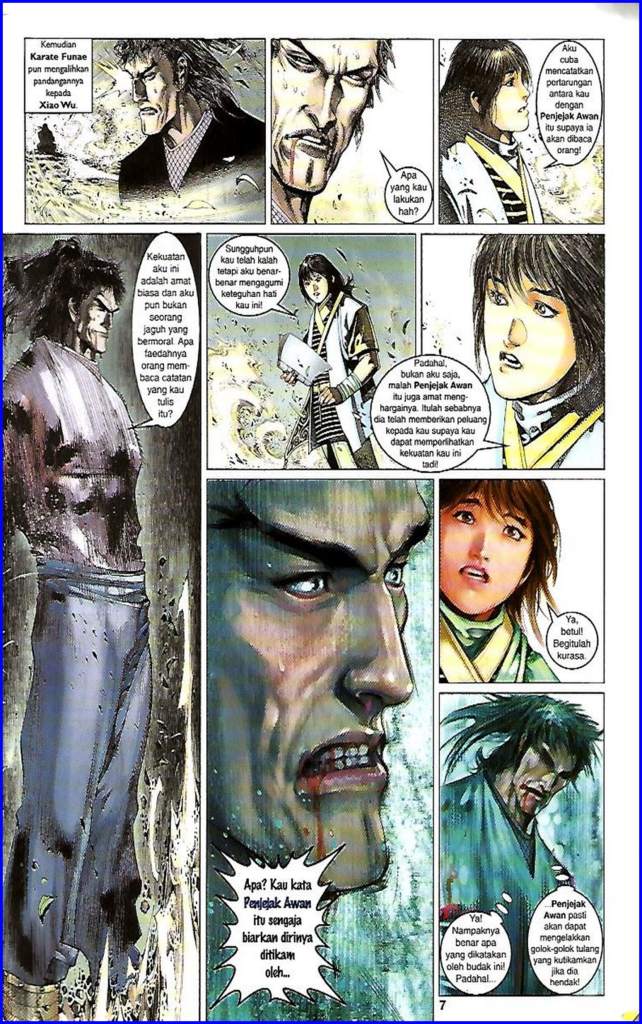 Kemudian
Karate Funae
pun mengalihkan
pandangannya
kepada
Xiao Wu.
Apa
yang kau
lakukan
hah?
Aku
cuba
mencatatkan
pertarungan
antara kau
dengan
Penjejak Awan
itu supaya ia
akan dibaca
orang!
Kekuatan
aku ini
adalah amat
biasa dan aku
pun bukan
seorang
jaguh yang
bermoral. Apa
faedahnya
orang mem-
baca catatan
yang kau
tulis
itu?
Sungguhpun
kau telah kalah
tetapi aku benar-
benar mengagumi
keteguhan hati
kau ini!
Padahal,
bukan aku saja,
malah Penjejak Awan
itu juga amat meng-
hargainya. Itulah sebabnya
dia telah memberikan peluang
kepada kau supaya kau
dapat memperlihatkan
kekuatan kau ini
tadi!
Apa? Kau kata
Penjejak Awan
itu sengaja
biarkan dirinya
ditikam
oleh...
Ya,
betul!
Begitulah
kurasa.
Ya!
Nampaknya
benar apa
yang dikatakan
oleh budak ini!
Padahal...
...Penjejak
Awan pasti
akan dapat
mengelakkan
golok-golok tulang
yang kutikamkan
jika dia
hendak!
7